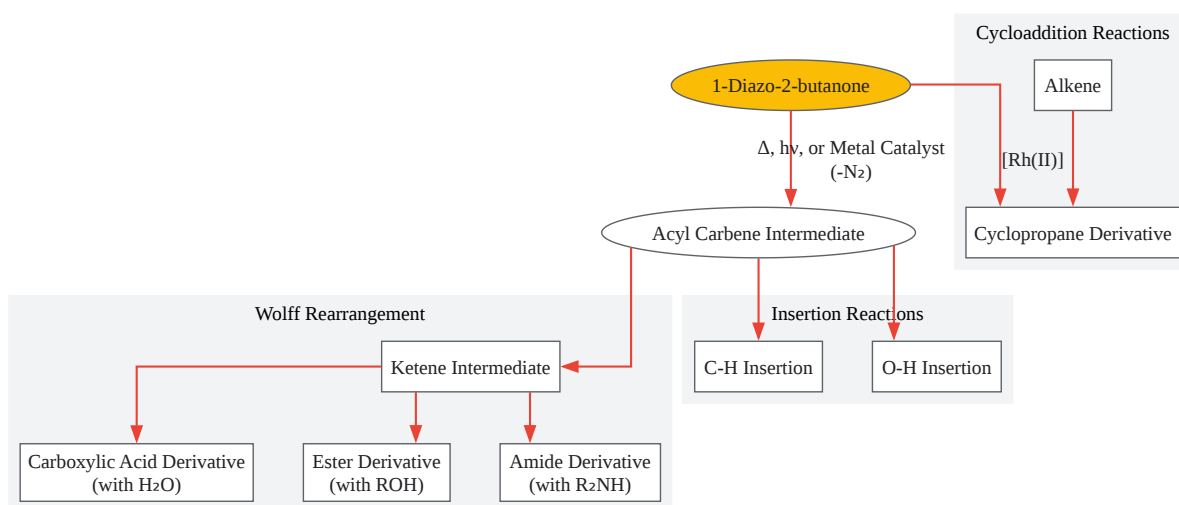 Cycloaddition Reactions
1-Diazo-2-butanone
Alkene
Δ, hν, or Metal Catalyst
(-N₂)
[Rh(II)]
Acyl Carbene Intermediate
Cyclopropane Derivative
Wolff Rearrangement
Insertion Reactions
Ketene Intermediate
C-H Insertion
O-H Insertion
Carboxylic Acid Derivative
(with H₂O)
Ester Derivative
(with ROH)
Amide Derivative
(with R₂NH)